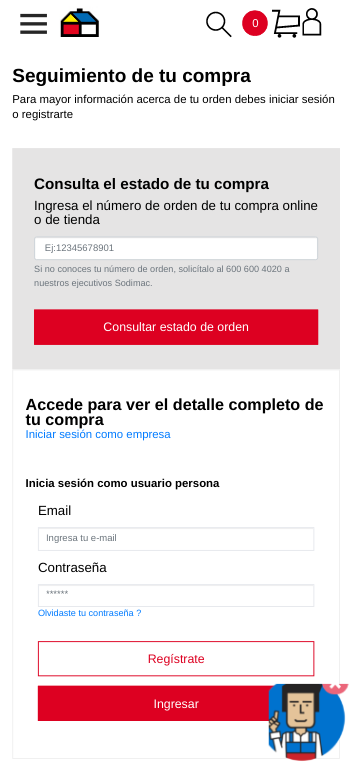 0
Seguimiento de tu compra
Para mayor información acerca de tu orden debes iniciar sesión
o registrarte
Consulta el estado de tu compra
Ingresa el número de orden de tu compra online
o de tienda
Ej:12345678901
Si no conoces tu número de orden, solicítalo al 600 600 4020 a
nuestros ejecutivos Sodimac.
Consultar estado de orden
Accede para ver el detalle completo de
tu compra
Iniciar sesión como empresa
Inicia sesión como usuario persona
Email
Ingresa tu e-mail
Contraseña
******
Olvidaste tu contraseña ?
Regístrate
Ingresar